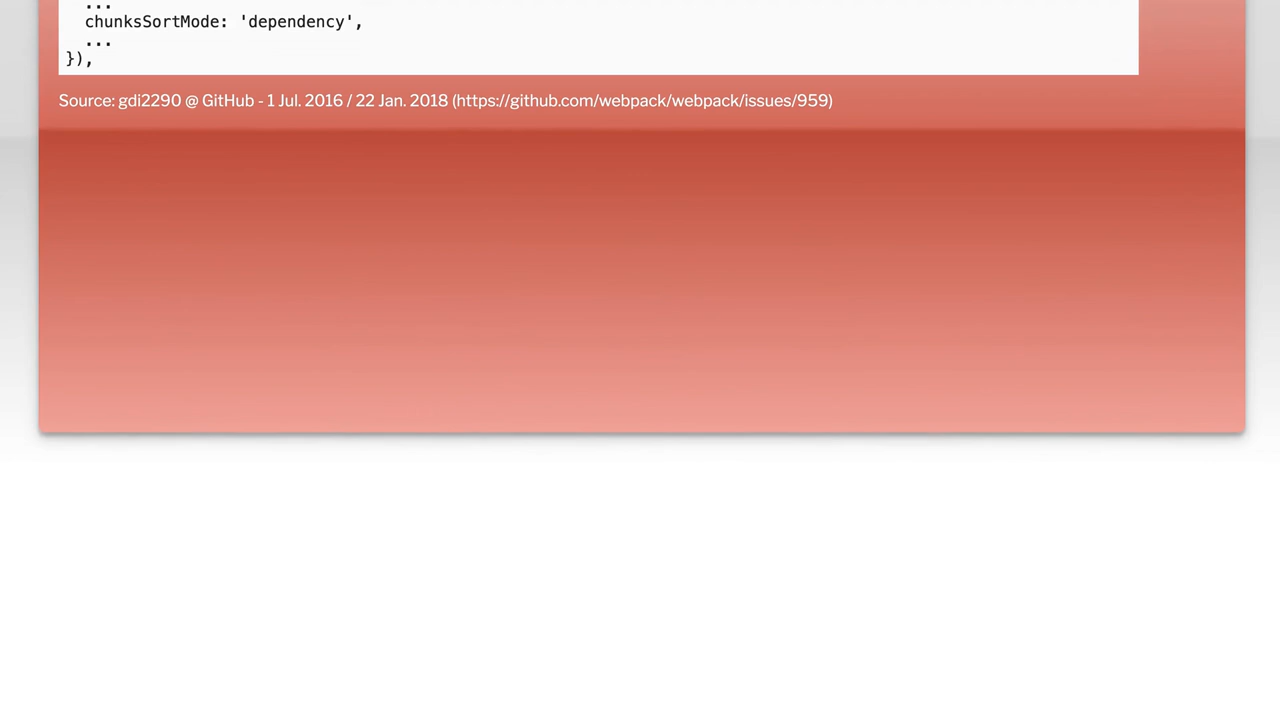 ...
chunksSortMode: 'dependency',
...
}),
Source: gdi2290 @ GitHub - 1 Jul. 2016 / 22 Jan. 2018 (https://github.com/webpack/webpack/issues/959)